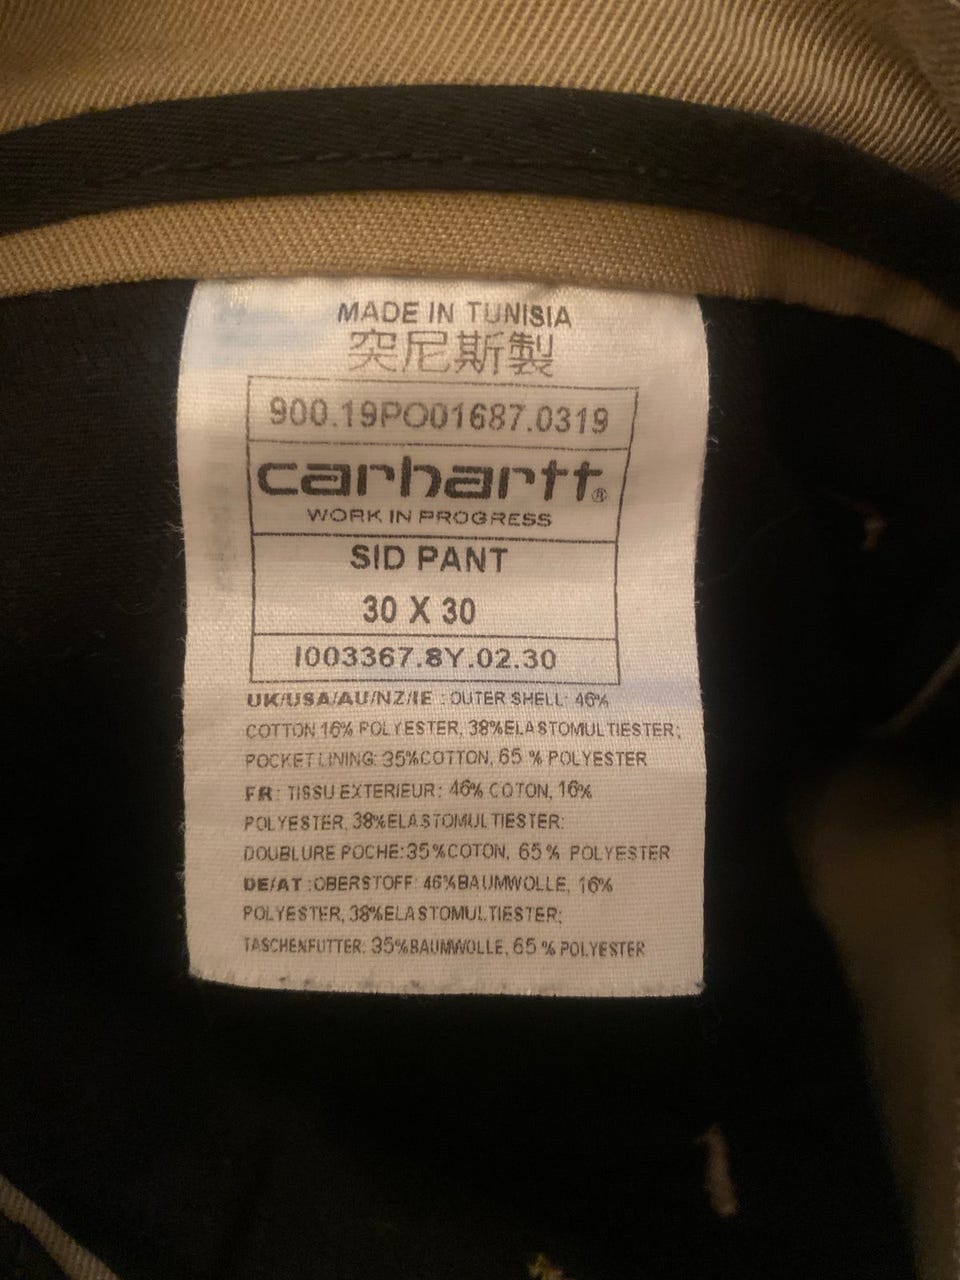 MADE IN TUNISIA
突尼斯製
900.19PO01687.0319
carhartt®
WORK IN PROGRESS
SID PANT
30 X 30
I003367.8Y.02.30
UK/USA/AU/NZ/IE : OUTER SHELL: 46%
COTTON,16% POLYESTER, 38%ELASTOMULTIESTER;
POCKET LINING: 35%COTTON, 65 % POLYESTER
FR : TISSU EXTERIEUR : 46% COTON, 16%
POLYESTER, 38%ELASTOMULTIESTER:
DOUBLURE POCHE:35%COTON, 65 % POLYESTER
DE/AT :OBERSTOFF: 46%BAUMWOLLE, 16%
POLYESTER, 38%ELASTOMULTIESTER;
TASCHENFUTTER: 35%BAUMWOLLE, 65 % POLYESTER